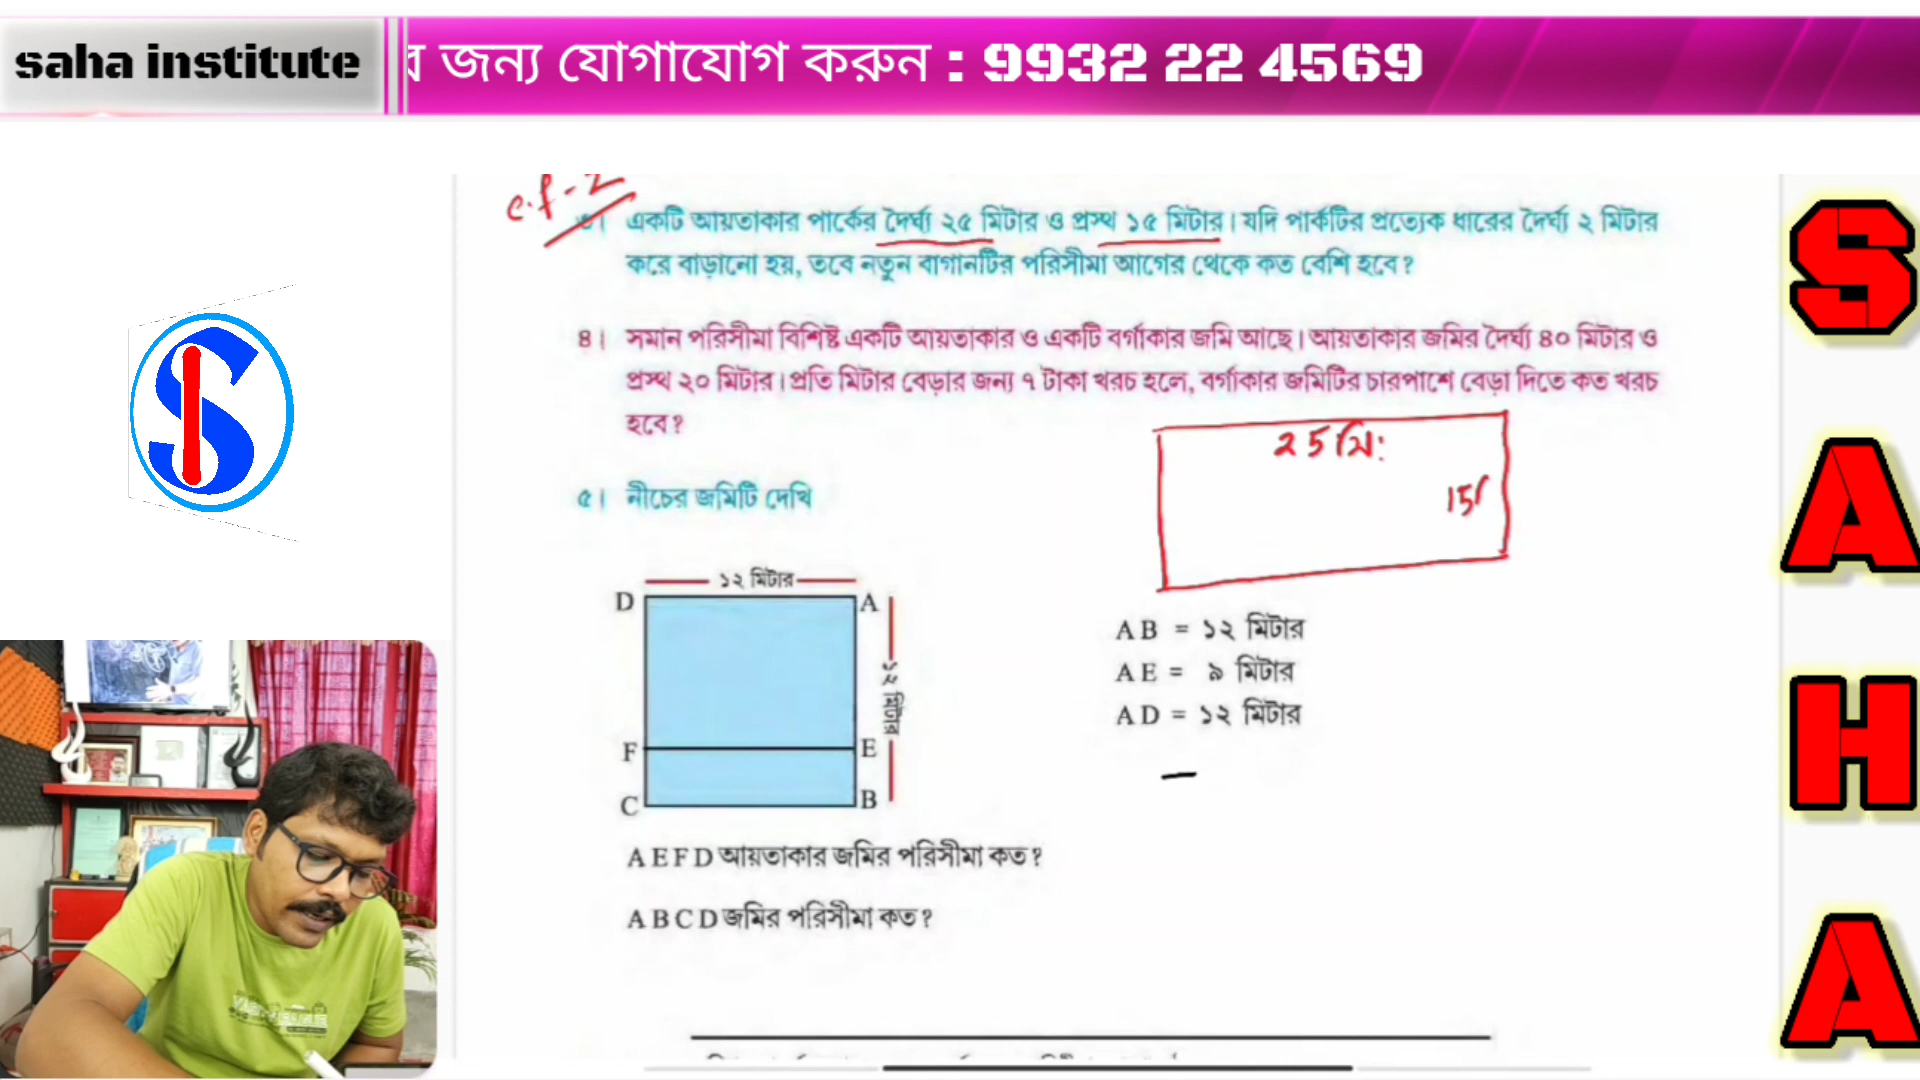 saha institute
র জন্য যোগাযোগ করুন : 9932 22 4569
৩। একটি আয়তাকার পার্কের দৈর্ঘ্য ২৫ মিটার ও প্রস্থ ১৫ মিটার। যদি পার্কটির প্রত্যেক ধারের দৈর্ঘ্য ২ মিটার
করে বাড়ানো হয়, তবে নতুন বাগানটির পরিসীমা আগের থেকে কত বেশি হবে?
৪। সমান পরিসীমা বিশিষ্ট একটি আয়তাকার ও একটি বর্গাকার জমি আছে। আয়তাকার জমির দৈর্ঘ্য ৪০ মিটার ও
প্রস্থ ২০ মিটার। প্রতি মিটার বেড়ার জন্য ৭ টাকা খরচ হলে, বর্গাকার জমিটির চারপাশে বেড়া দিতে কত খরচ
হবে?
25 মি:
15
৫। নীচের জমিটি দেখি
১২ মিটার
D A
১২ মিটার
F E
C B
AB = ১২ মিটার
AE = ৯ মিটার
AD = ১২ মিটার
AEFD আয়তাকার জমির পরিসীমা কত?
ABCD জমির পরিসীমা কত?
S
A
H
A